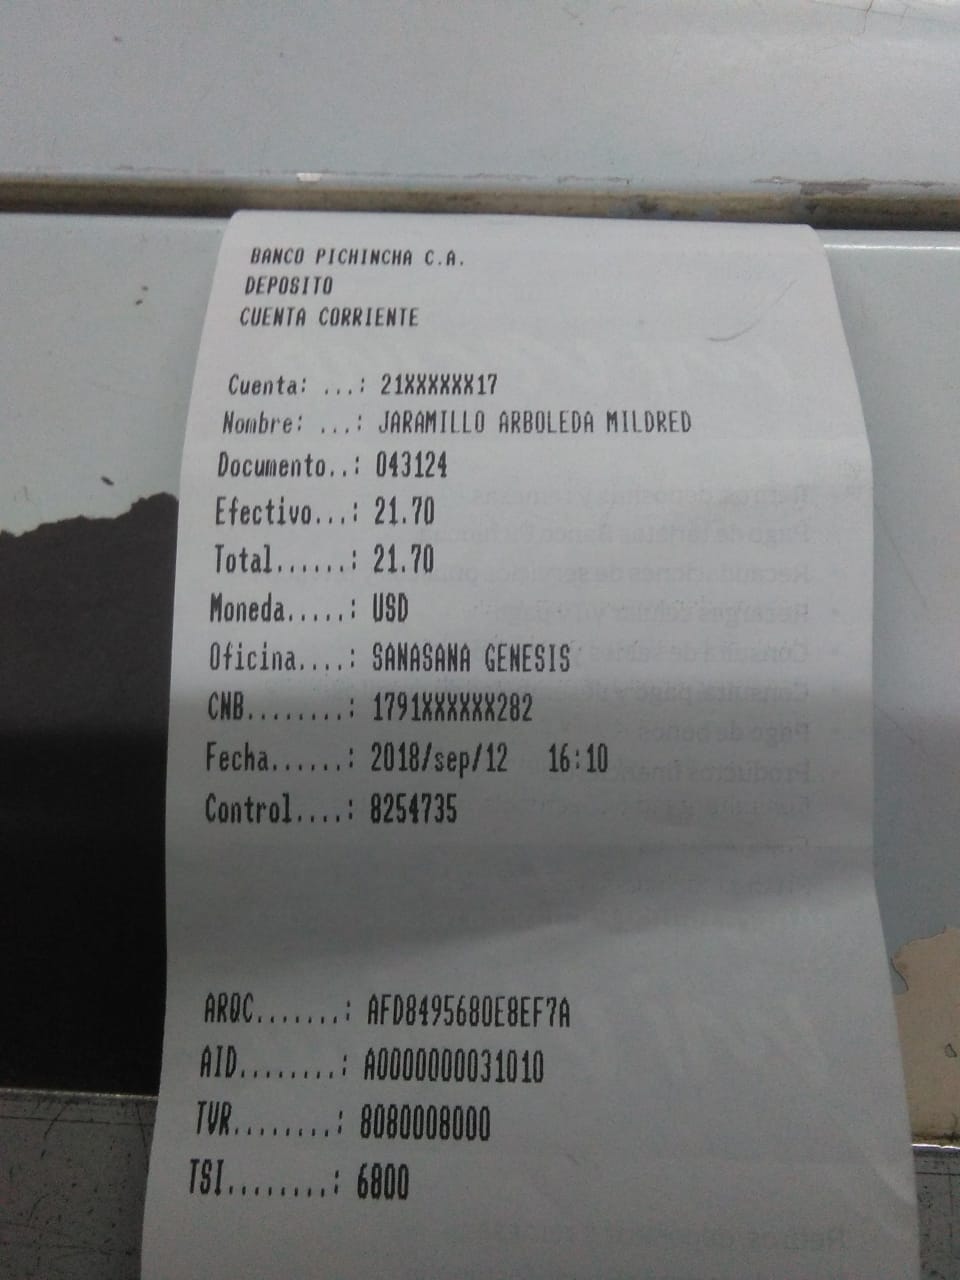 BANCO PICHINCHA C.A.
DEPOSITO
CUENTA CORRIENTE
Cuenta: ...: 21XXXXXX17
Nombre: ...: JARAMILLO ARBOLEDA MILDRED
Documento..: 043124
Efectivo...: 21.70
Total......: 21.70
Moneda.....: USD
Oficina....: SANASANA GENESIS
CNB........: 1791XXXXXX282
Fecha......: 2018/sep/12 16:10
Control....: 8254735
ARQC.......: AFD8495680E8EF7A
AID........: A0000000031010
TVR........: 8080008000
TSI........: 6800